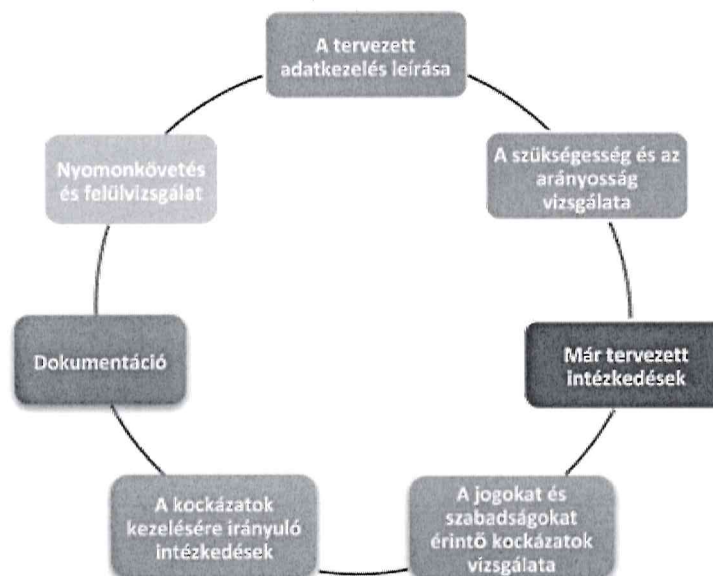 A tervezett
adatkezelés leírása
A szükségesség és az
arányosság
vizsgálata
Már tervezett
intézkedések
A jogokat és
szabadságokat
érintő kockázatok
vizsgálata
A kockázatok
kezelésére irányuló
intézkedések
Dokumentáció
Nyomonkövetés
és felülvizsgálat